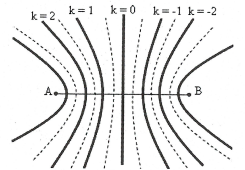 k = 2 k = 1 k = 0 k = -1 k = -2
A B